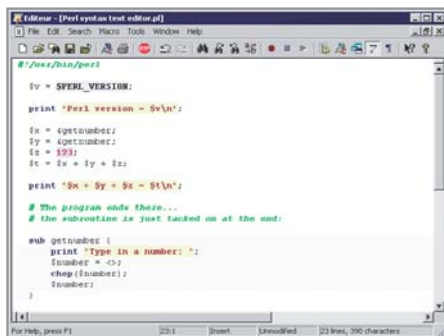 Editeur - [Perl syntax text editor.pl]
File Edit Search Macro Tools Window Help
#!/usr/bin/perl
$v = $PERL_VERSION;
print "Perl version = $v\n";
$x = &getnumber;
$y = &getnumber;
$z = 193;
$t = $x + $y + $z;
print "$x + $y + $z = $t\n";
# The program ends there...
# the subroutine is just tacked on at the end:
sub getnumber {
print "Type in a number: ";
$number = <>;
chop($number);
$number;
}
For Help, press F1 23:1 Insert Unmodified 23 lines, 390 characters